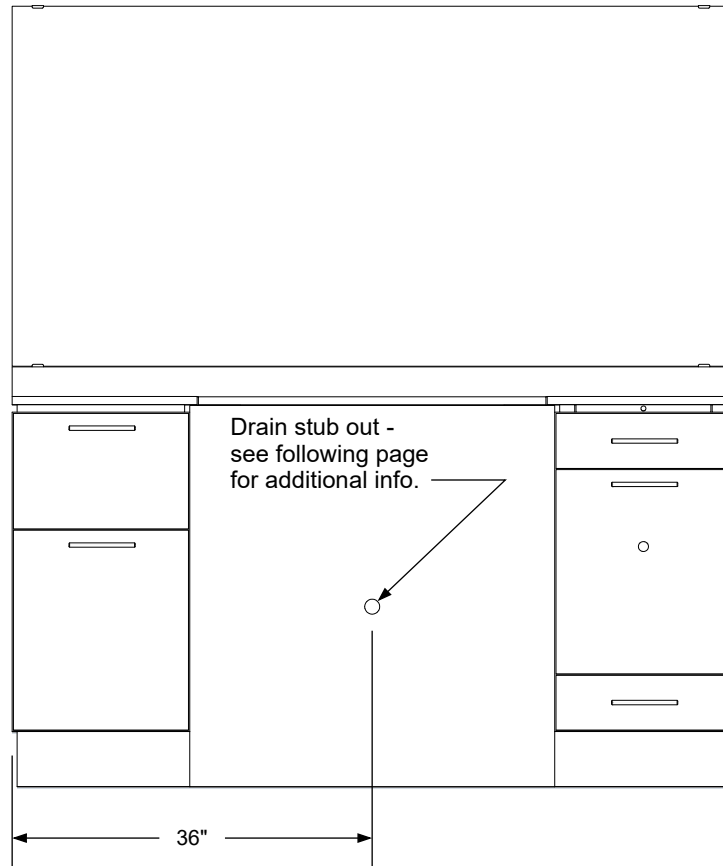 Drain stub out -
see following page
for additional info.
36"